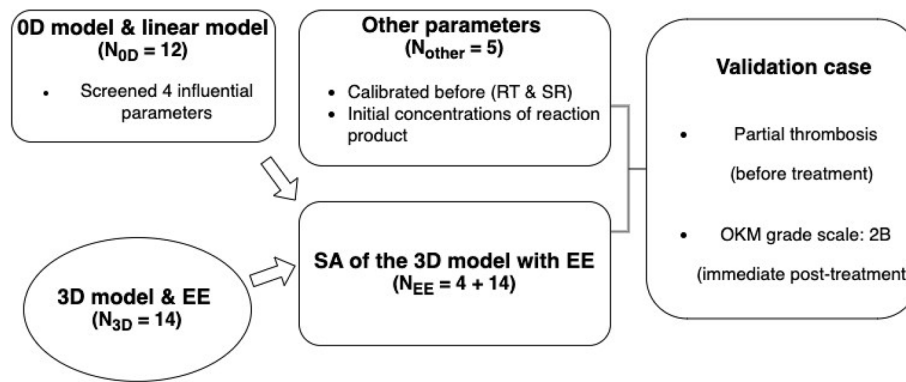 0D model & linear model
(N0D = 12)
• Screened 4 influential
parameters
Other parameters
(Nother = 5)
• Calibrated before (RT & SR)
• Initial concentrations of reaction
product
Validation case
• Partial thrombosis
(before treatment)
• OKM grade scale: 2B
(immediate post-treatment
3D model & EE
(N3D = 14)
SA of the 3D model with EE
(NEE = 4 + 14)